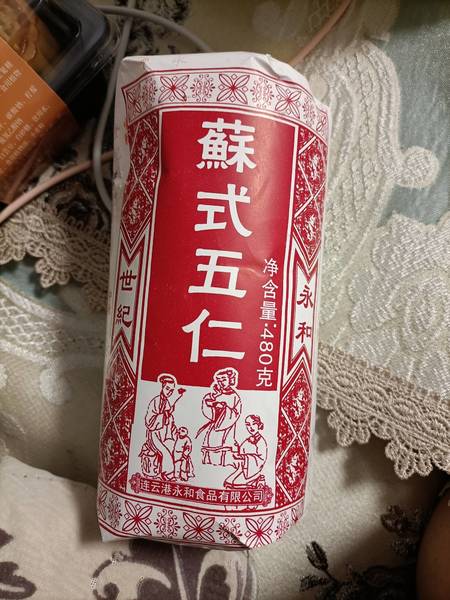 蘇式五仁
净含量:480克
世紀
永和
连云港永和食品有限公司